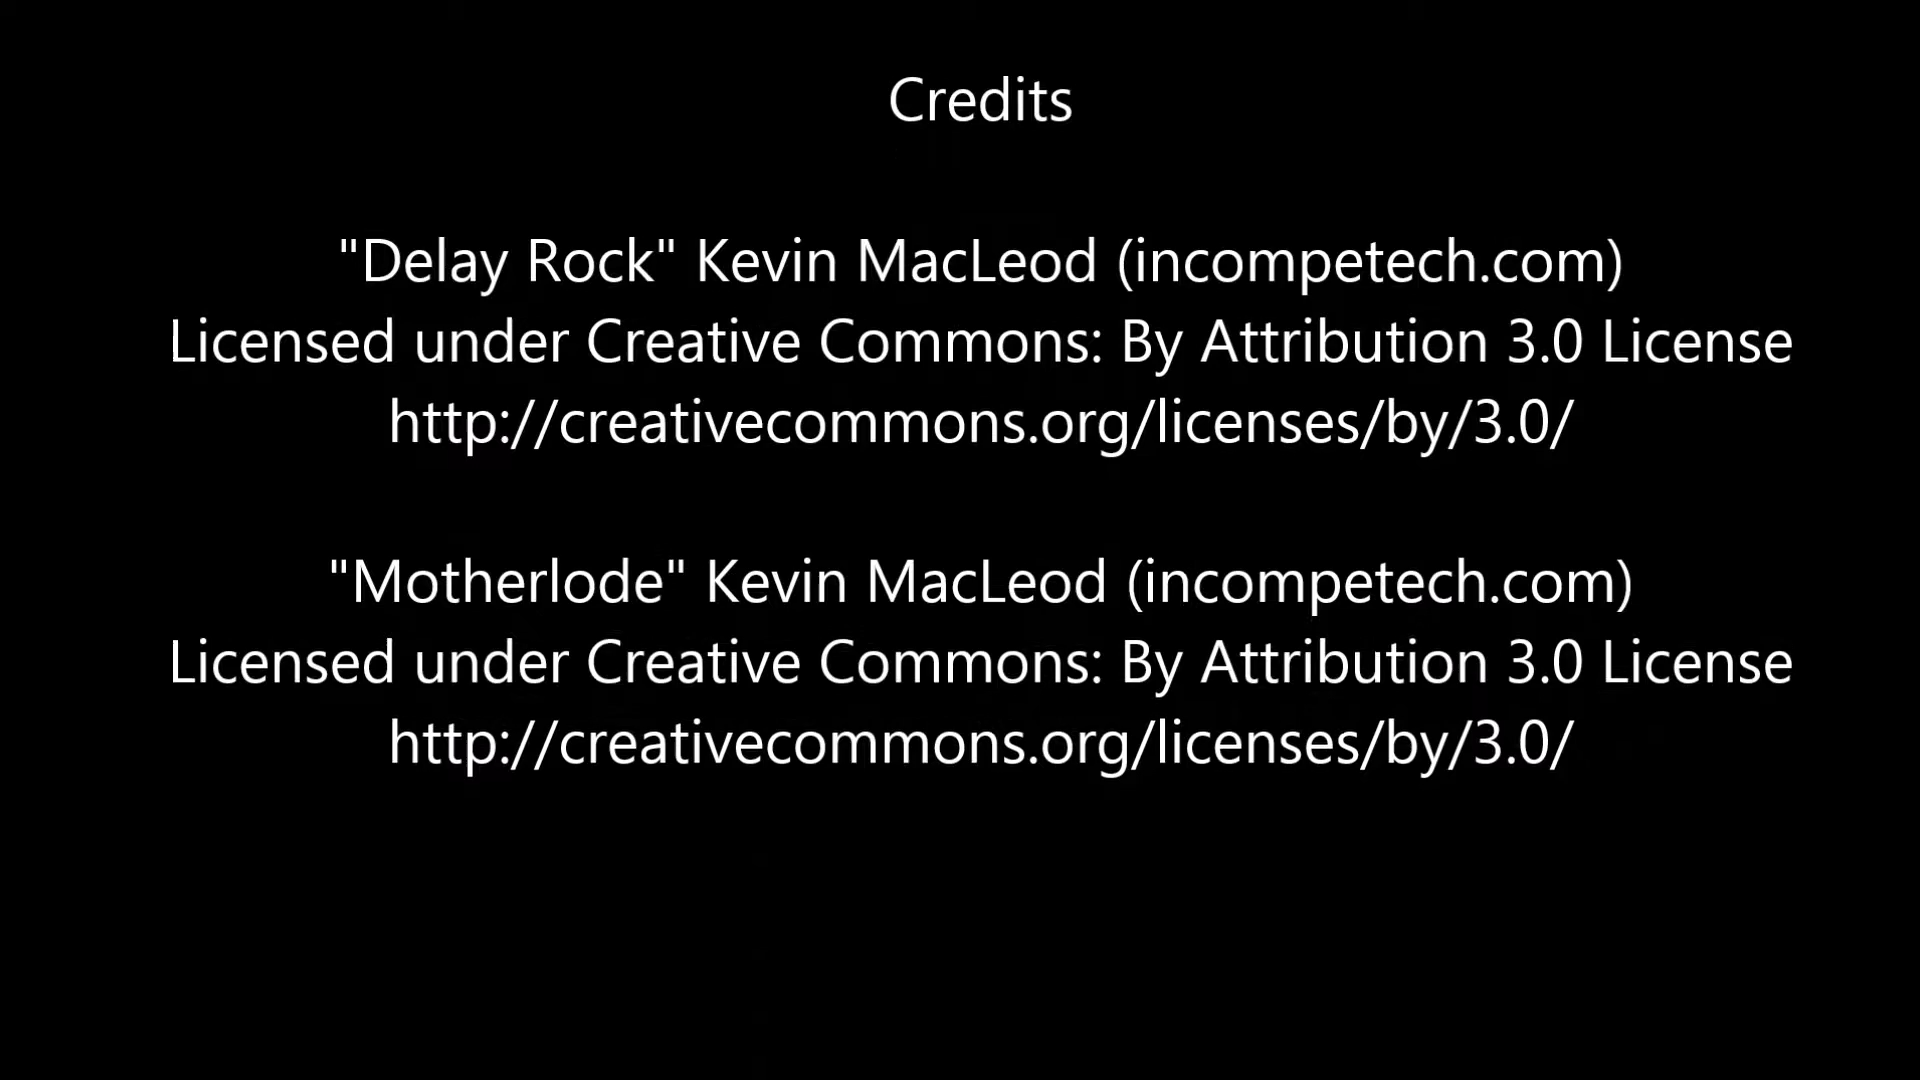 Credits
"Delay Rock" Kevin MacLeod (incompetech.com)
Licensed under Creative Commons: By Attribution 3.0 License
http://creativecommons.org/licenses/by/3.0/
"Motherlode" Kevin MacLeod (incompetech.com)
Licensed under Creative Commons: By Attribution 3.0 License
http://creativecommons.org/licenses/by/3.0/